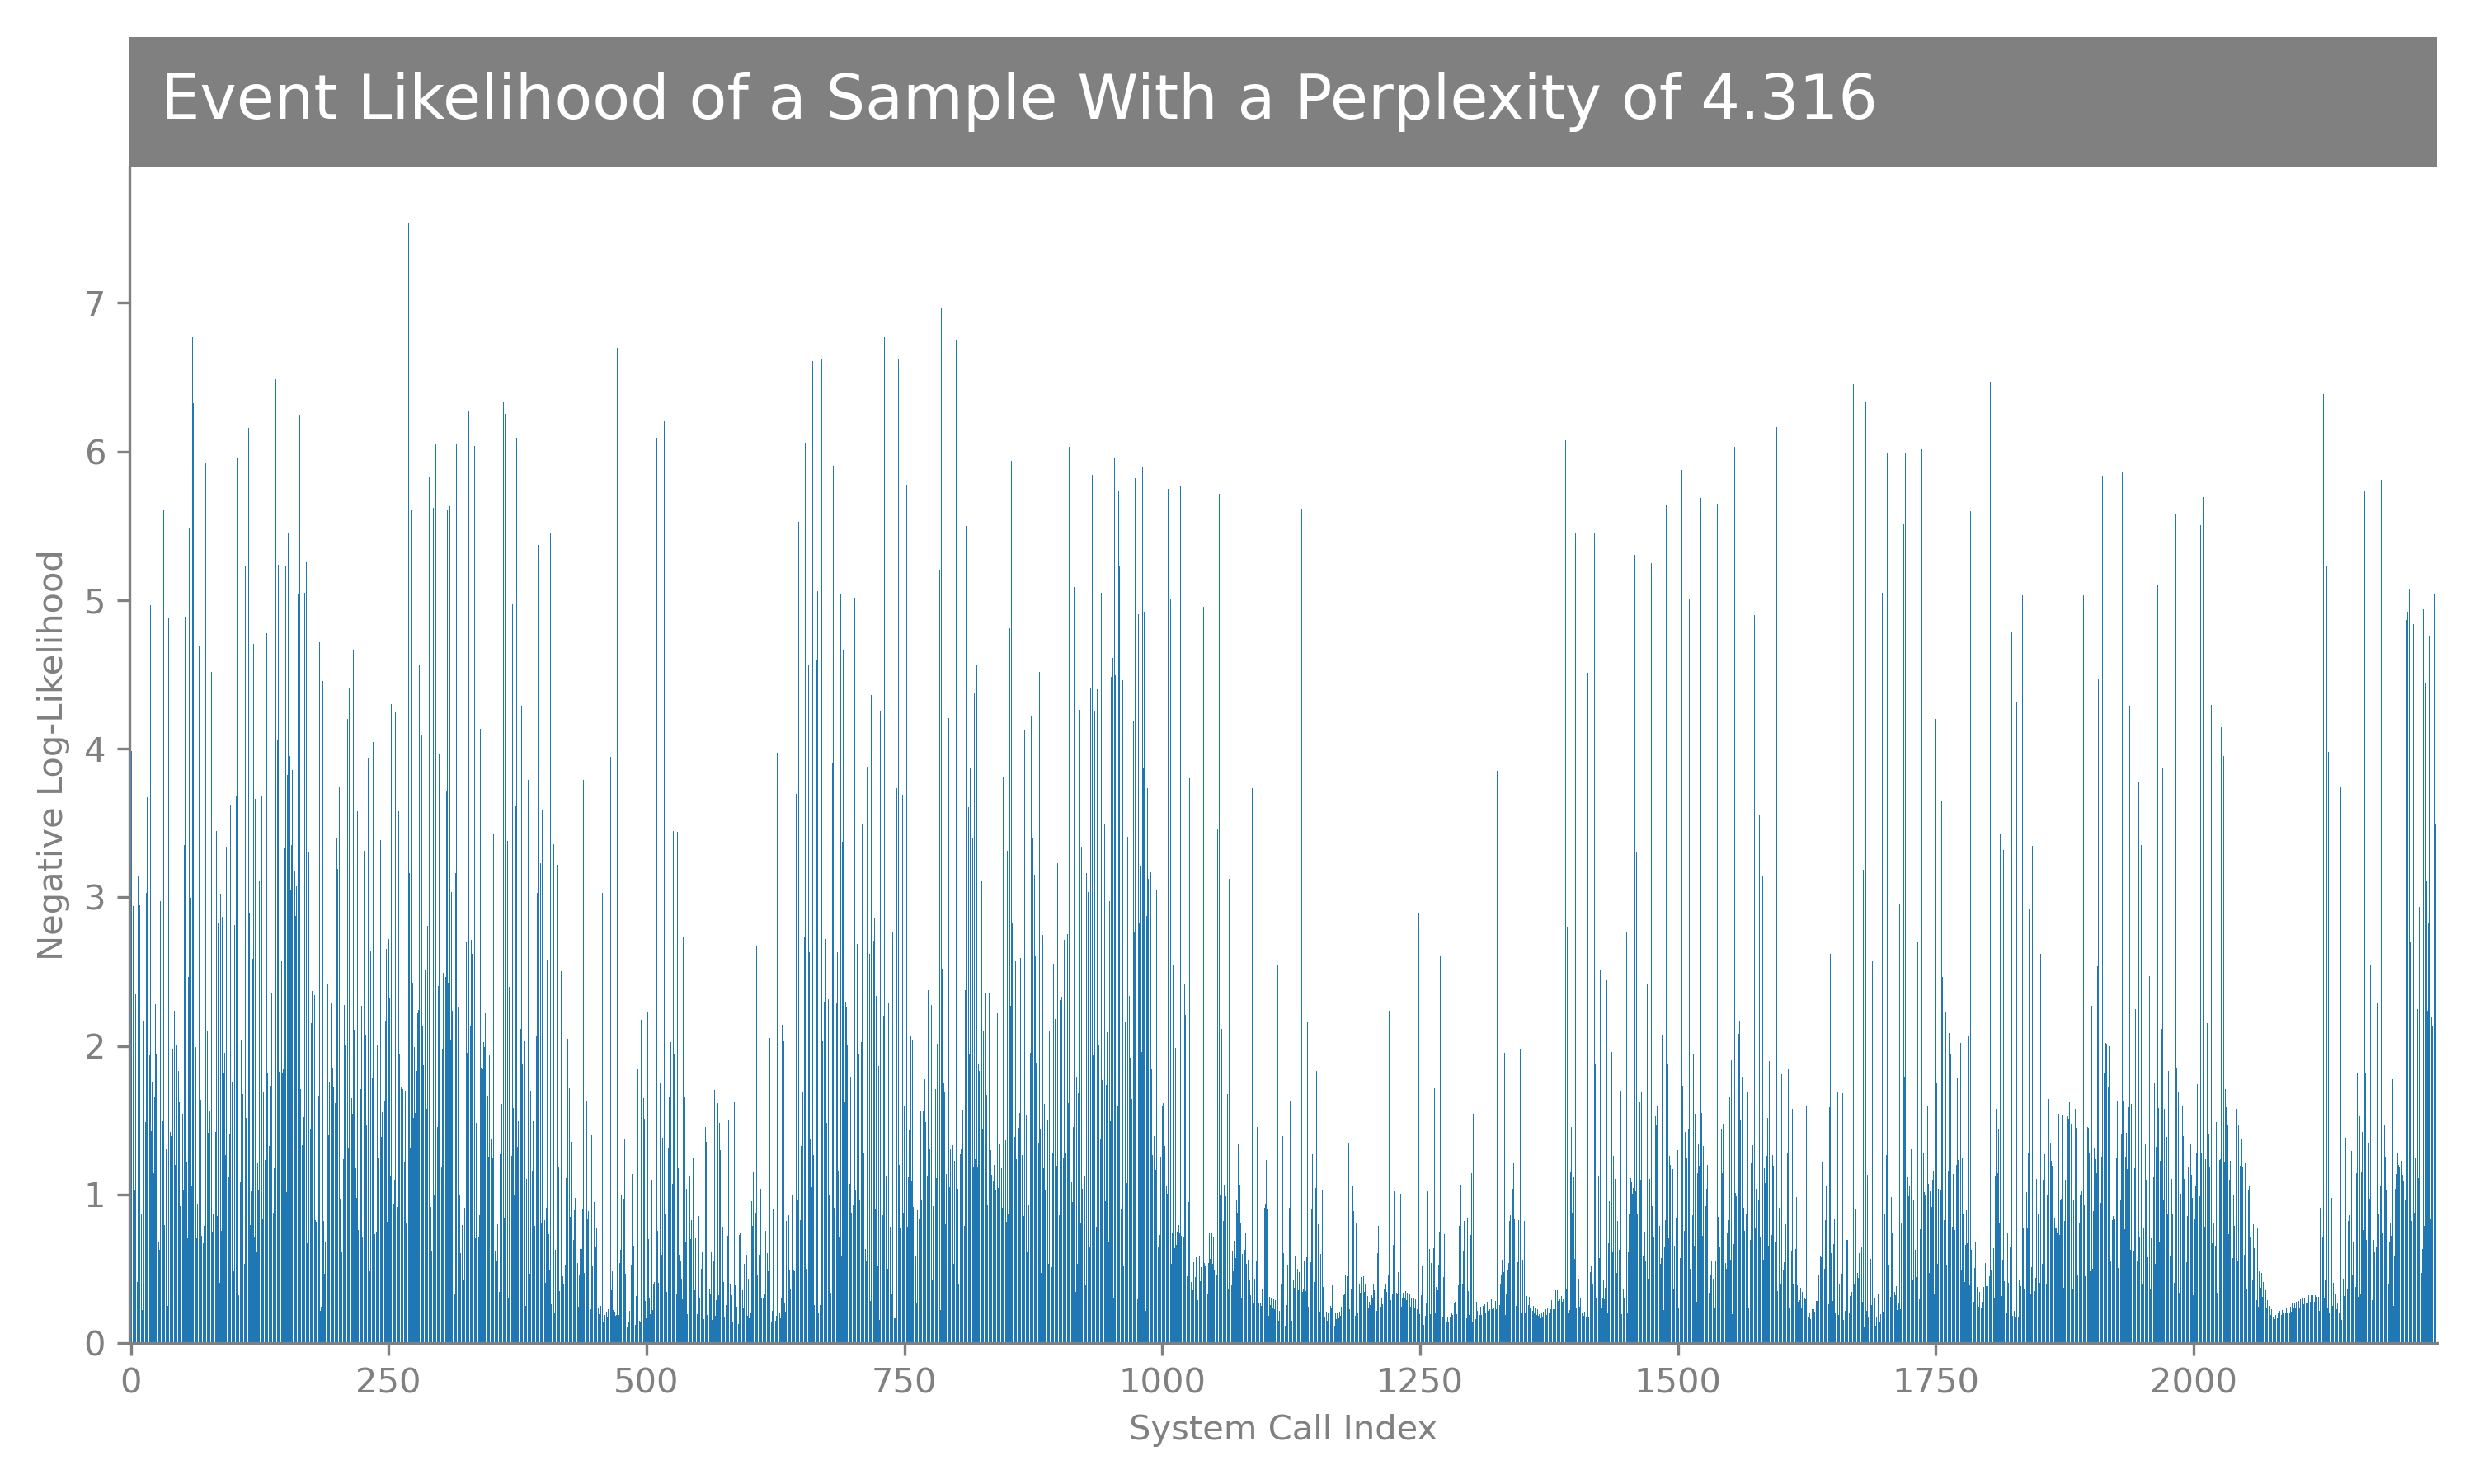 Event Likelihood of a Sample With a Perplexity of 4.316
Negative Log-Likelihood
7
6
5
4
3
2
1
0
0 250 500 750 1000 1250 1500 1750 2000
System Call Index